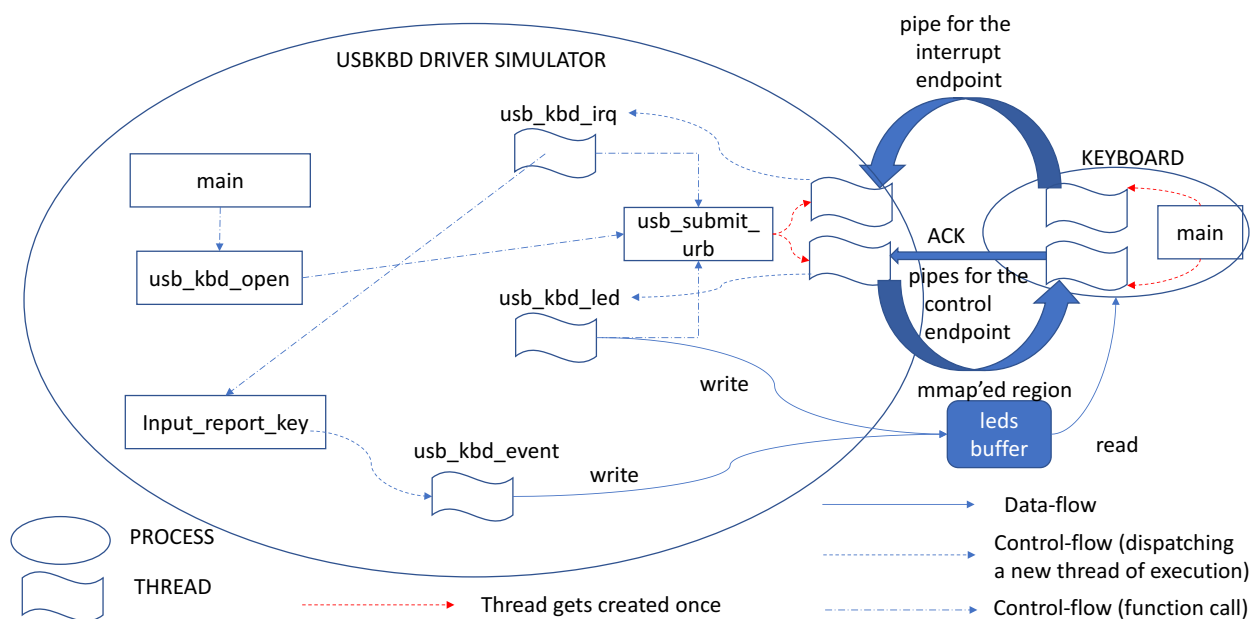 pipe for the
interrupt
endpoint
USBKBD DRIVER SIMULATOR
usb_kbd_irq
KEYBOARD
main
usb_submit_
urb
main
ACK
usb_kbd_open
pipes for the
control
endpoint
usb_kbd_led
write
mmap'ed region
leds
buffer
Input_report_key
read
usb_kbd_event
write
Data-flow
PROCESS
Control-flow (dispatching
a new thread of execution)
THREAD
Thread gets created once
Control-flow (function call)